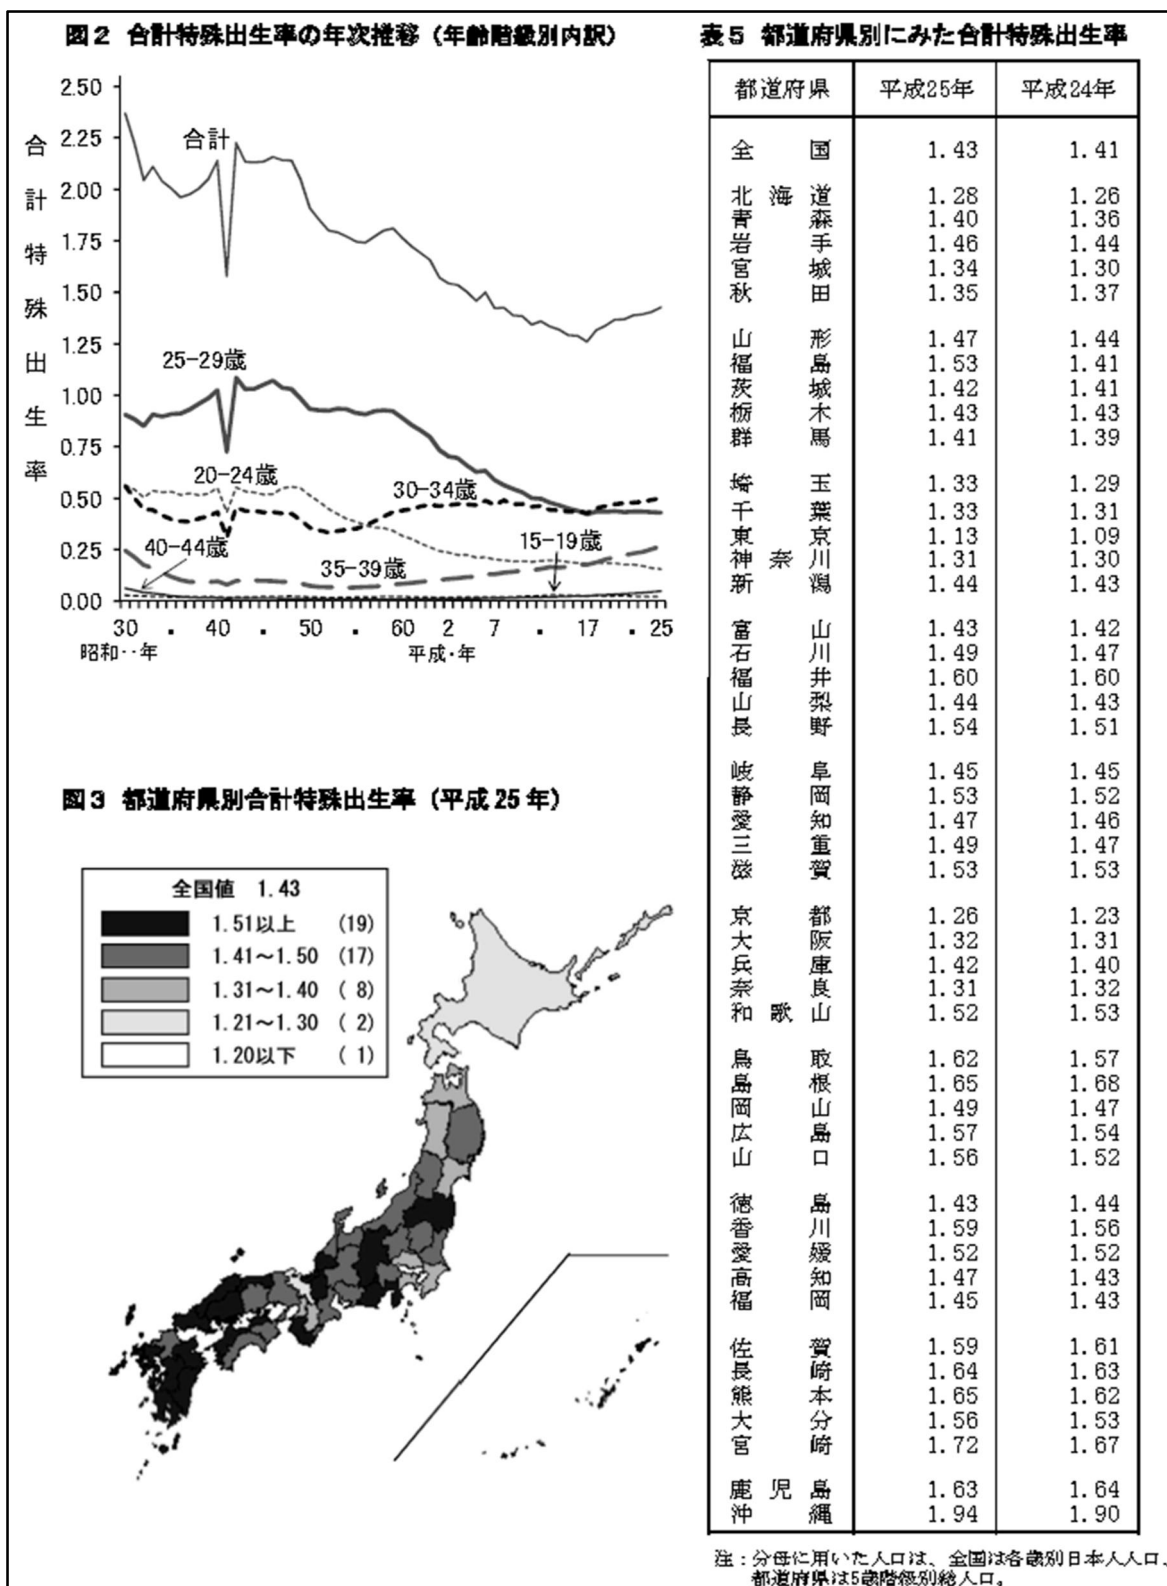 図2 合計特殊出生率の年次推移（年齢階級別内訳）
合計特殊出生率
2.50
2.25
2.00
1.75
1.50
1.25
1.00
0.75
0.50
0.25
0.00
合計
25-29歳
20-24歳
30-34歳
40-44歳
15-19歳
35-39歳
30 ・ 40 ・ 50 ・ 60 2 7 ・ 17 ・ 25
昭和・・年 平成・年
図3 都道府県別合計特殊出生率（平成25年）
全国値 1.43
1.51以上 (19)
1.41～1.50 (17)
1.31～1.40 ( 8)
1.21～1.30 ( 2)
1.20以下 ( 1)
表5 都道府県別にみた合計特殊出生率
都道府県 平成25年 平成24年
全国 1.43 1.41
北海道 1.28 1.26
青森 1.40 1.36
岩手 1.46 1.44
宮城 1.34 1.30
秋田 1.35 1.37
山形 1.47 1.44
福島 1.53 1.41
茨城 1.42 1.41
栃木 1.43 1.43
群馬 1.41 1.39
埼玉 1.33 1.29
千葉 1.33 1.31
東京 1.13 1.09
神奈川 1.31 1.30
新潟 1.44 1.43
富山 1.43 1.42
石川 1.49 1.47
福井 1.60 1.60
山梨 1.44 1.43
長野 1.54 1.51
岐阜 1.45 1.45
静岡 1.53 1.52
愛知 1.47 1.46
三重 1.49 1.47
滋賀 1.53 1.53
京都 1.26 1.23
大阪 1.32 1.31
兵庫 1.42 1.40
奈良 1.31 1.32
和歌山 1.52 1.53
鳥取 1.62 1.57
島根 1.65 1.68
岡山 1.49 1.47
広島 1.57 1.54
山口 1.56 1.52
徳島 1.43 1.44
香川 1.59 1.56
愛媛 1.52 1.52
高知 1.47 1.43
福岡 1.45 1.43
佐賀 1.59 1.61
長崎 1.64 1.63
熊本 1.65 1.62
大分 1.56 1.53
宮崎 1.72 1.67
鹿児島 1.63 1.64
沖縄 1.94 1.90
注：分母に用いた人口は、全国は各歳別日本人人口、
都道府県は5歳階級別総人口。